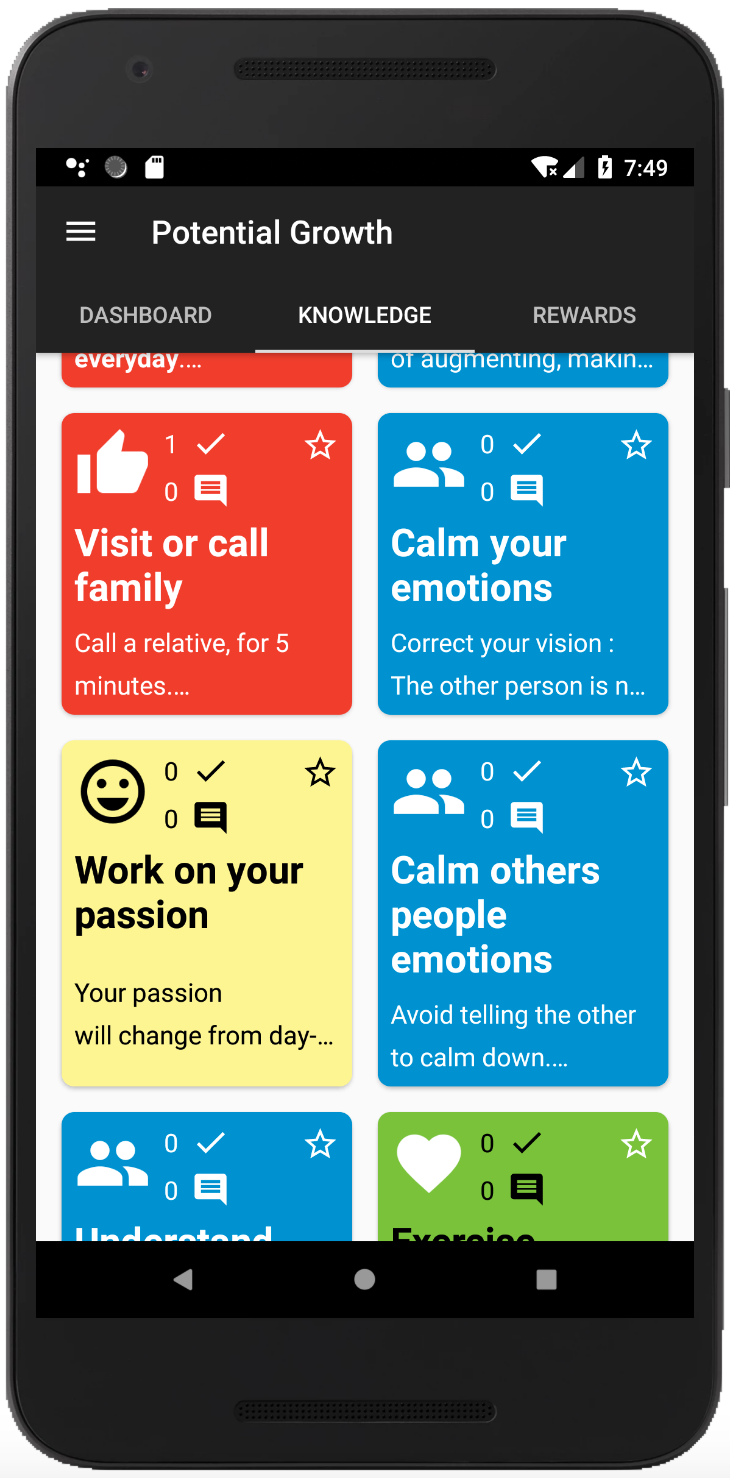 7:49
Potential Growth
DASHBOARD KNOWLEDGE REWARDS
everyday....
of augmenting, makin...
1
0
Visit or call
family
Call a relative, for 5
minutes....
0
0
Calm your
emotions
Correct your vision :
The other person is n...
0
0
Work on your
passion
Your passion
will change from day-...
0
0
Calm others
people
emotions
Avoid telling the other
to calm down....
0
0
Understand
0
0
Exercise